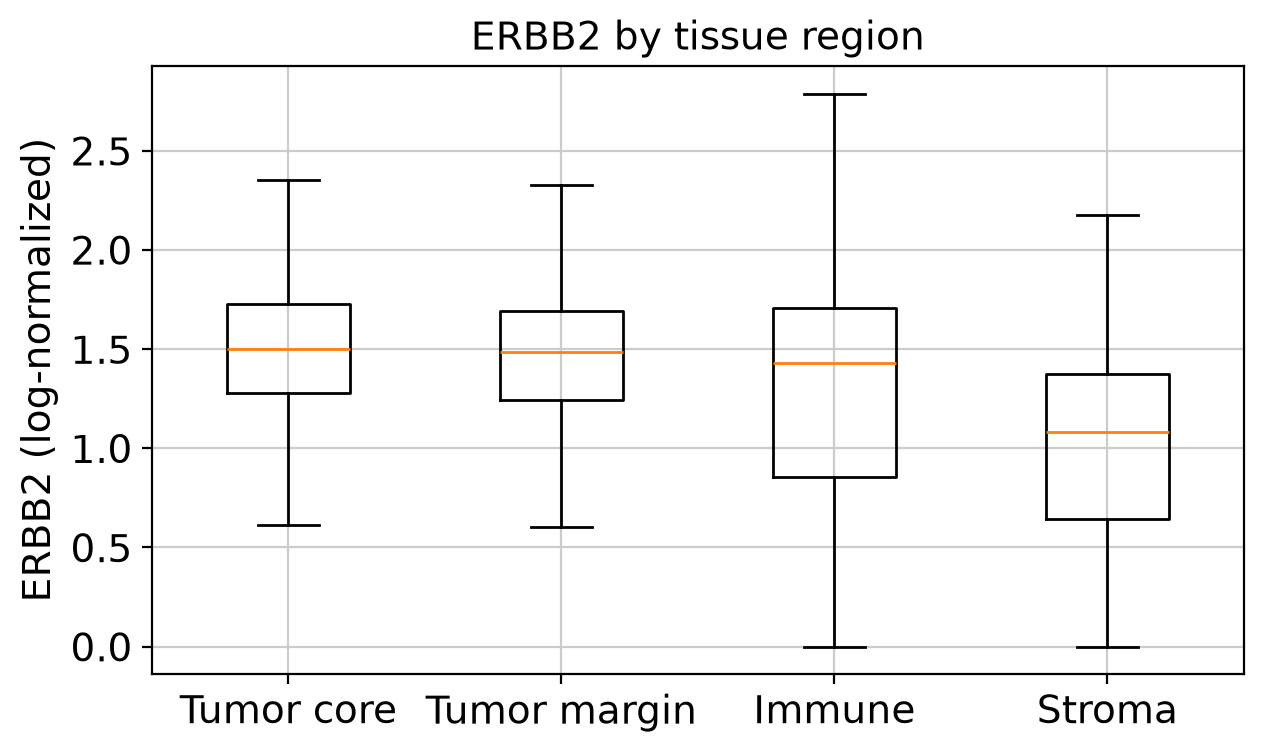 ERBB2 by tissue region
ERBB2 (log-normalized)
2.5
2.0
1.5
1.0
0.5
0.0
Tumor core Tumor margin Immune Stroma